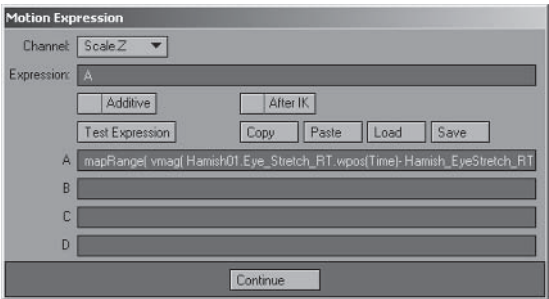 Motion Expression
Channel: Scale.Z
Expression: A
Additive After IK
Test Expression Copy Paste Load Save
A mapRange( vmag( Hamish01.Eye_Stretch_RT.wpos(Time)- Hamish_EyeStretch_RT
B
C
D
Continue